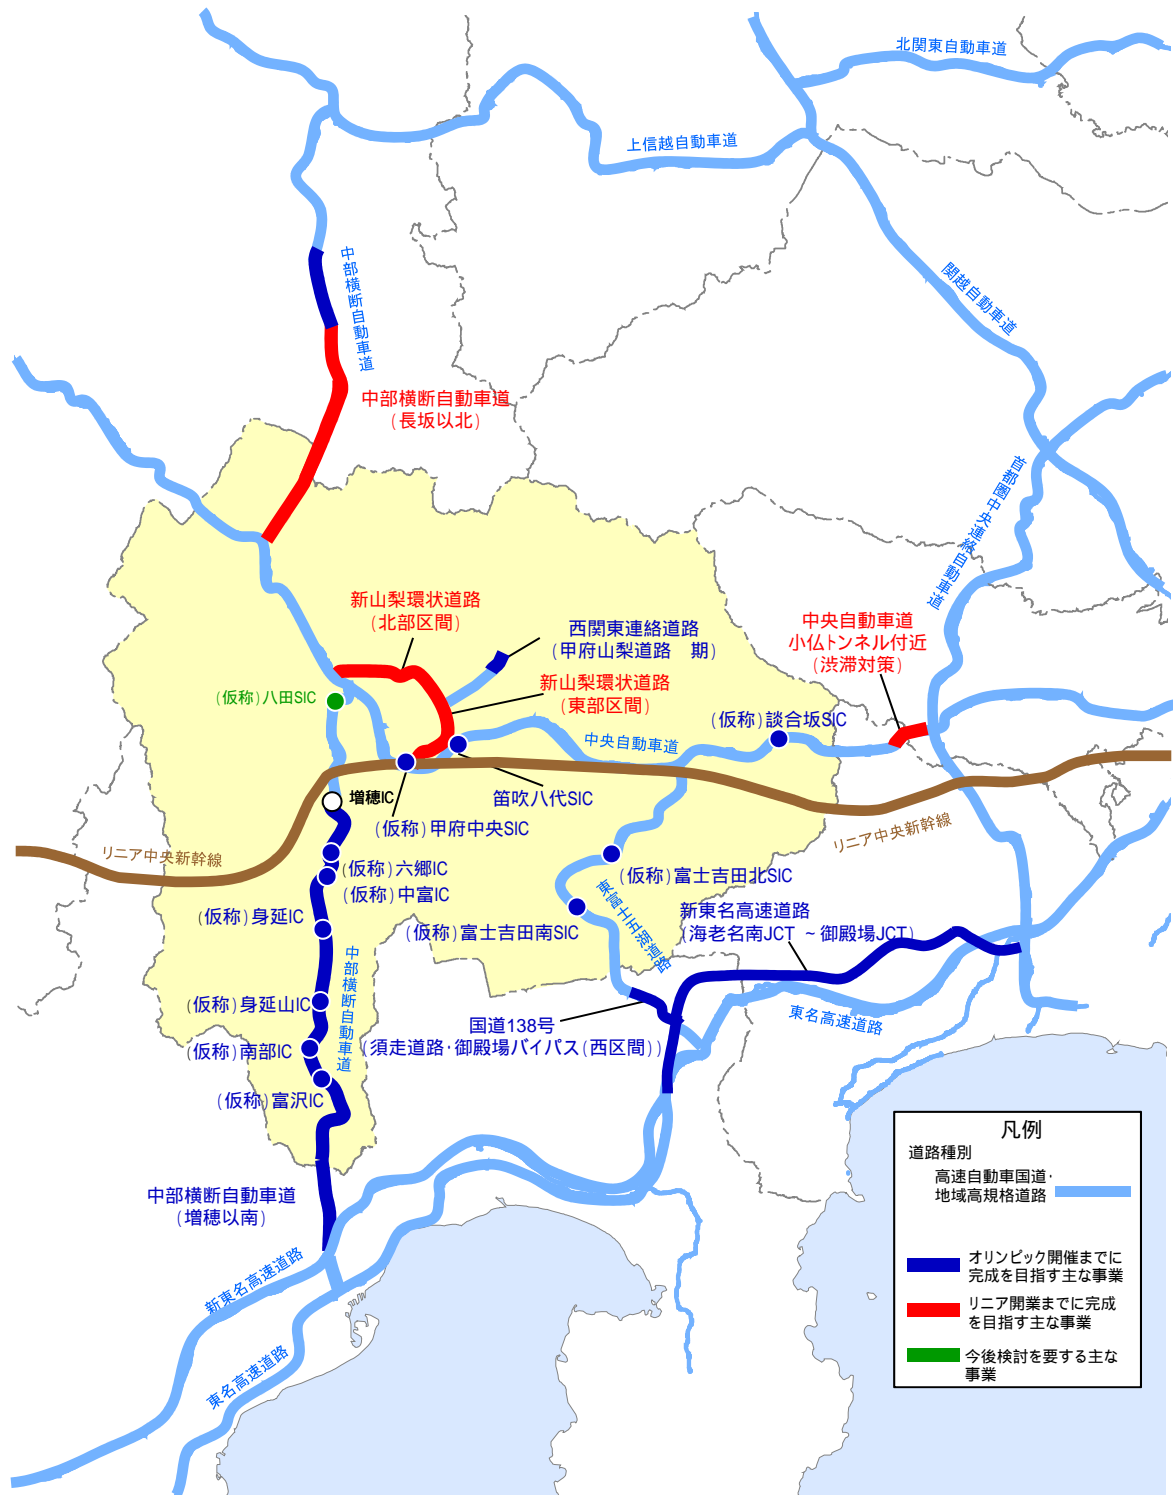 北関東自動車道
上信越自動車道
中部横断自動車道
関越自動車道
中部横断自動車道
(長坂以北)
首都圏中央連絡自動車道
新山梨環状道路
(北部区間)
西関東連絡道路
(甲府山梨道路　期)
中央自動車道
小仏トンネル付近
(渋滞対策)
新山梨環状道路
(東部区間)
(仮称)八田SIC
(仮称)談合坂SIC
中央自動車道
増穂IC
笛吹八代SIC
(仮称)甲府中央SIC
リニア中央新幹線
リニア中央新幹線
(仮称)六郷IC
(仮称)中富IC
(仮称)富士吉田北SIC
(仮称)身延IC
東富士五湖道路
新東名高速道路
(海老名南JCT ~御殿場JCT)
(仮称)富士吉田南SIC
中部横断自動車道
(仮称)身延山IC
国道138号
(須走道路・御殿場バイパス(西区間))
東名高速道路
(仮称)南部IC
(仮称)富沢IC
中部横断自動車道
(増穂以南)
新東名高速道路
東名高速道路
凡例
道路種別
高速自動車国道・
地域高規格道路
オリンピック開催までに
完成を目指す主な事業
リニア開業までに完成
を目指す主な事業
今後検討を要する主な
事業